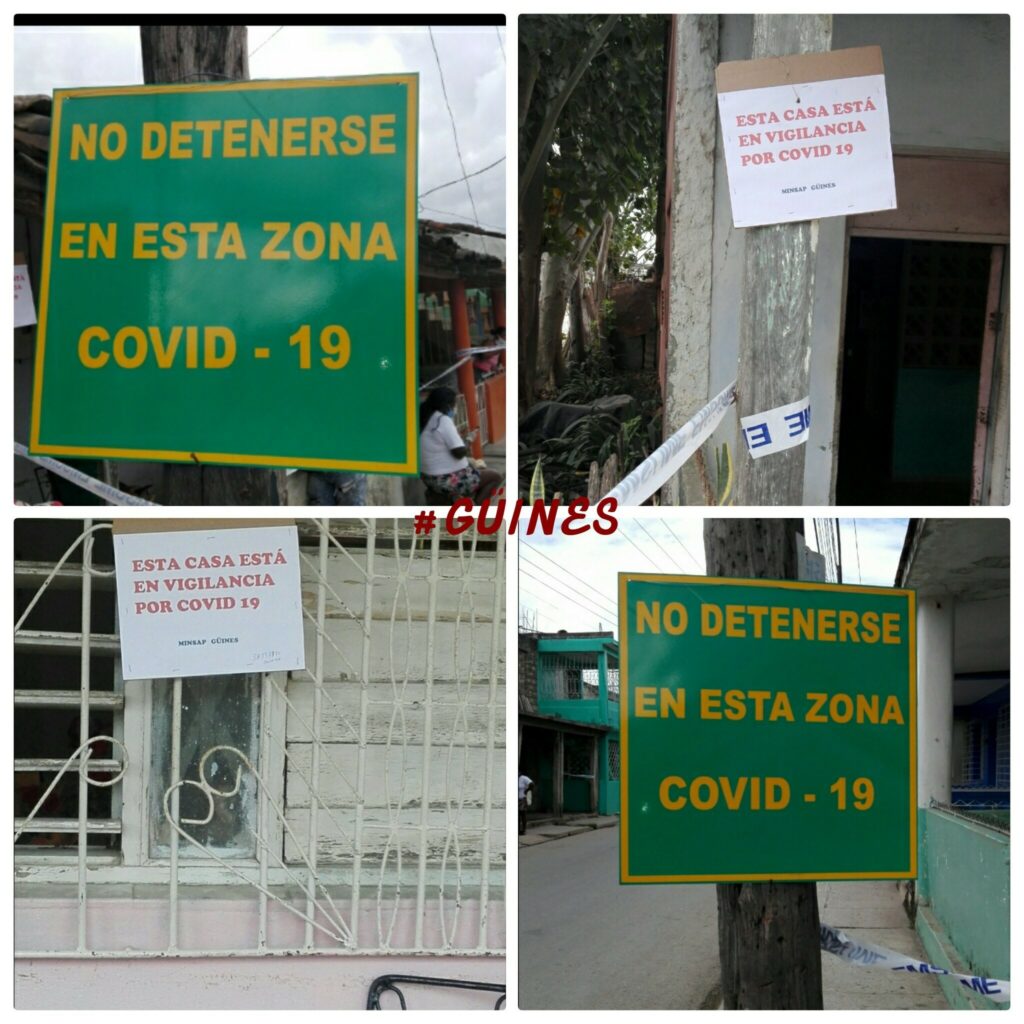 NO DETENERSE
EN ESTA ZONA
COVID - 19
ESTA CASA ESTÁ
EN VIGILANCIA
POR COVID 19
MINSAP GÜINES
#GÜINES
ESTA CASA ESTÁ
EN VIGILANCIA
POR COVID 19
MINSAP GÜINES
NO DETENERSE
EN ESTA ZONA
COVID - 19